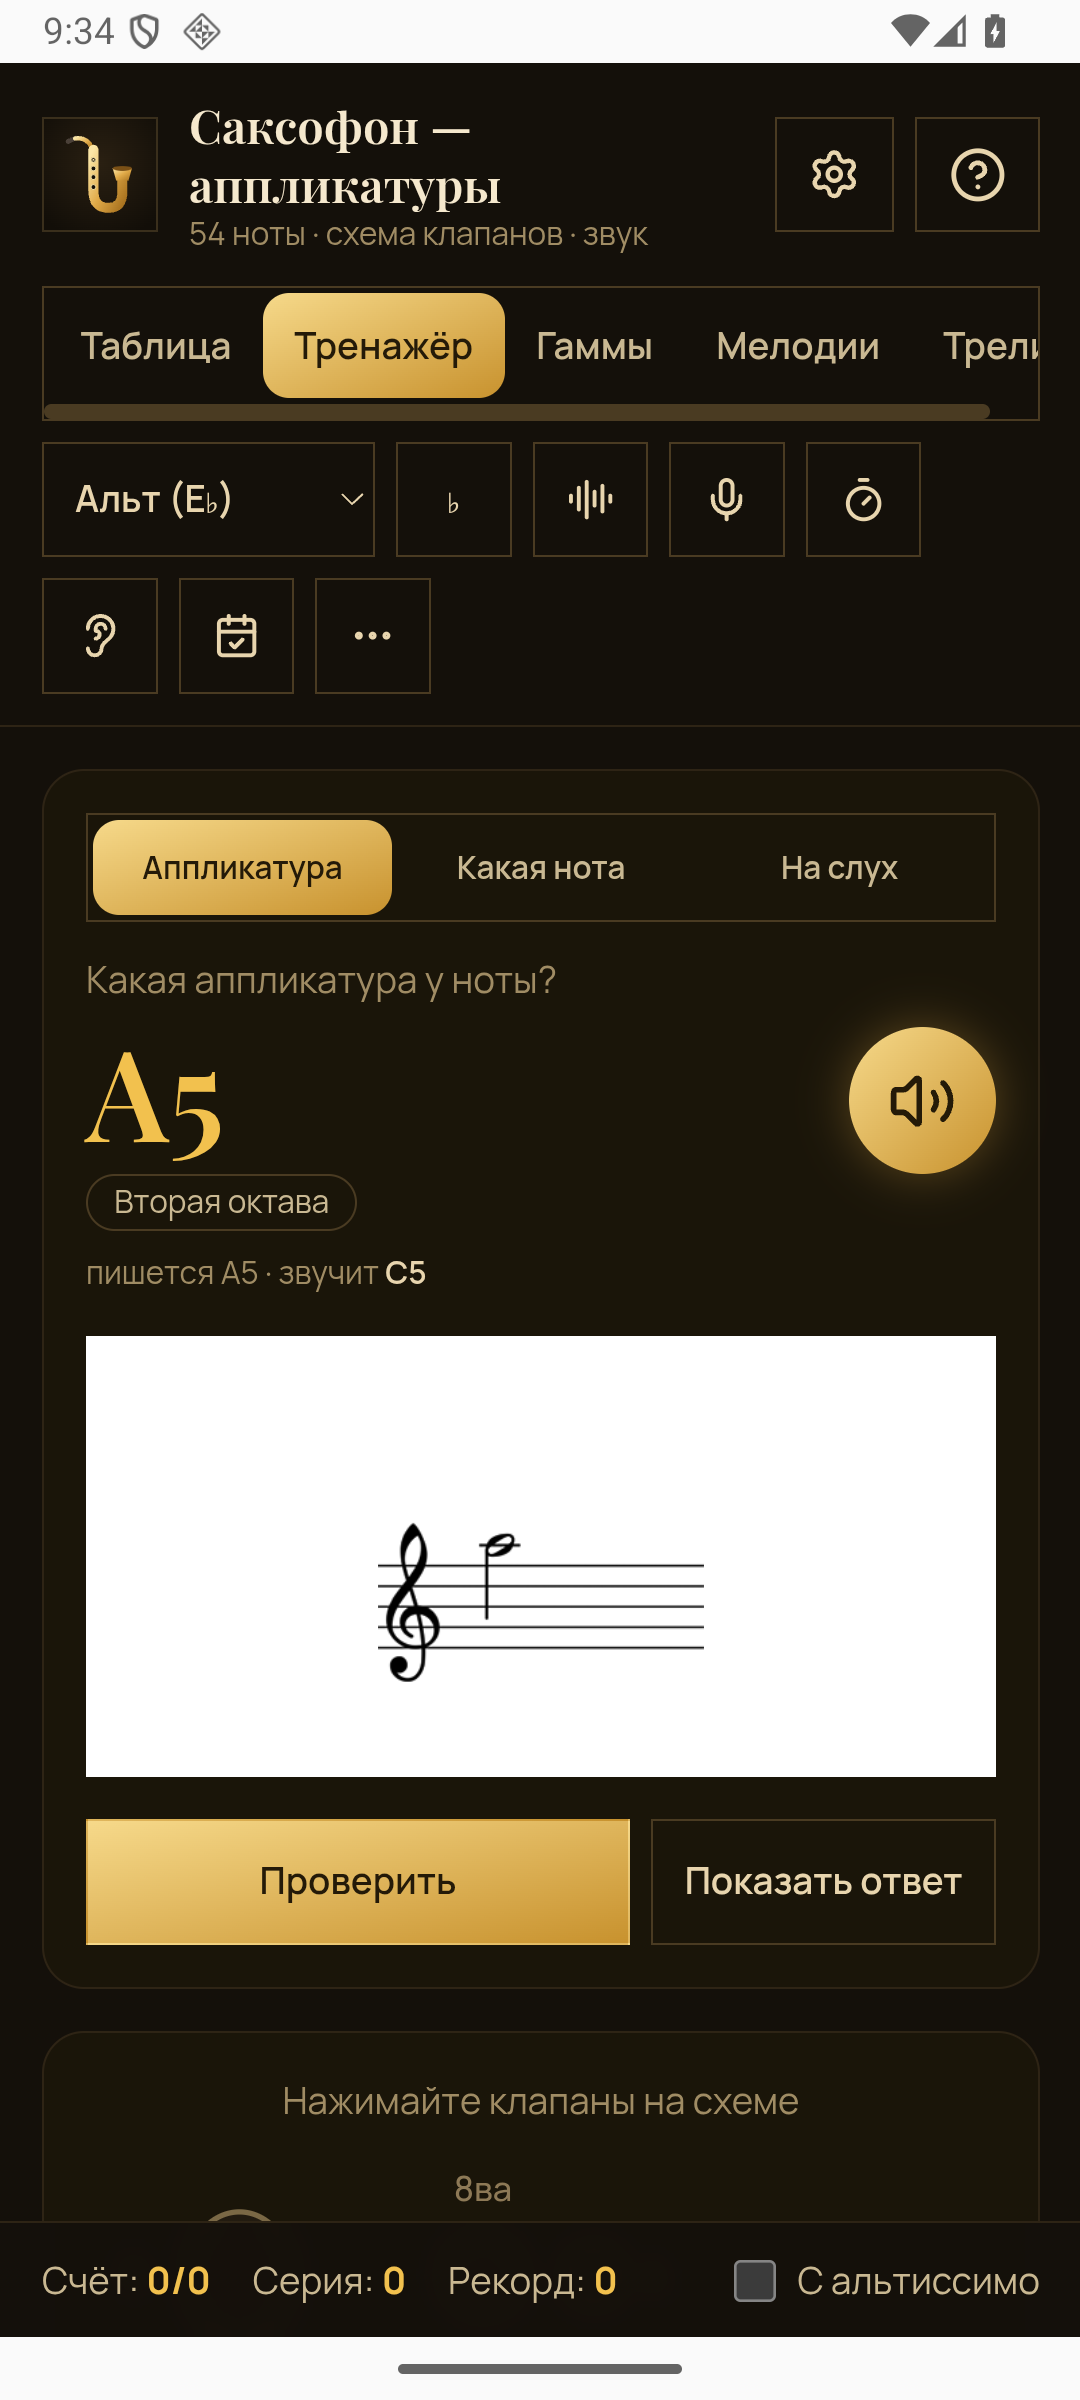 9:34
Саксофон —
аппликатуры
54 ноты · схема клапанов · звук
Таблица Тренажёр Гаммы Мелодии Трели
Альт (E♭) ♭
Аппликатура Какая нота На слух
Какая аппликатура у ноты?
A5
Вторая октава
пишется A5 · звучит C5
Проверить Показать ответ
Нажимайте клапаны на схеме
8ва
Счёт: 0/0 Серия: 0 Рекорд: 0 С альтиссимо